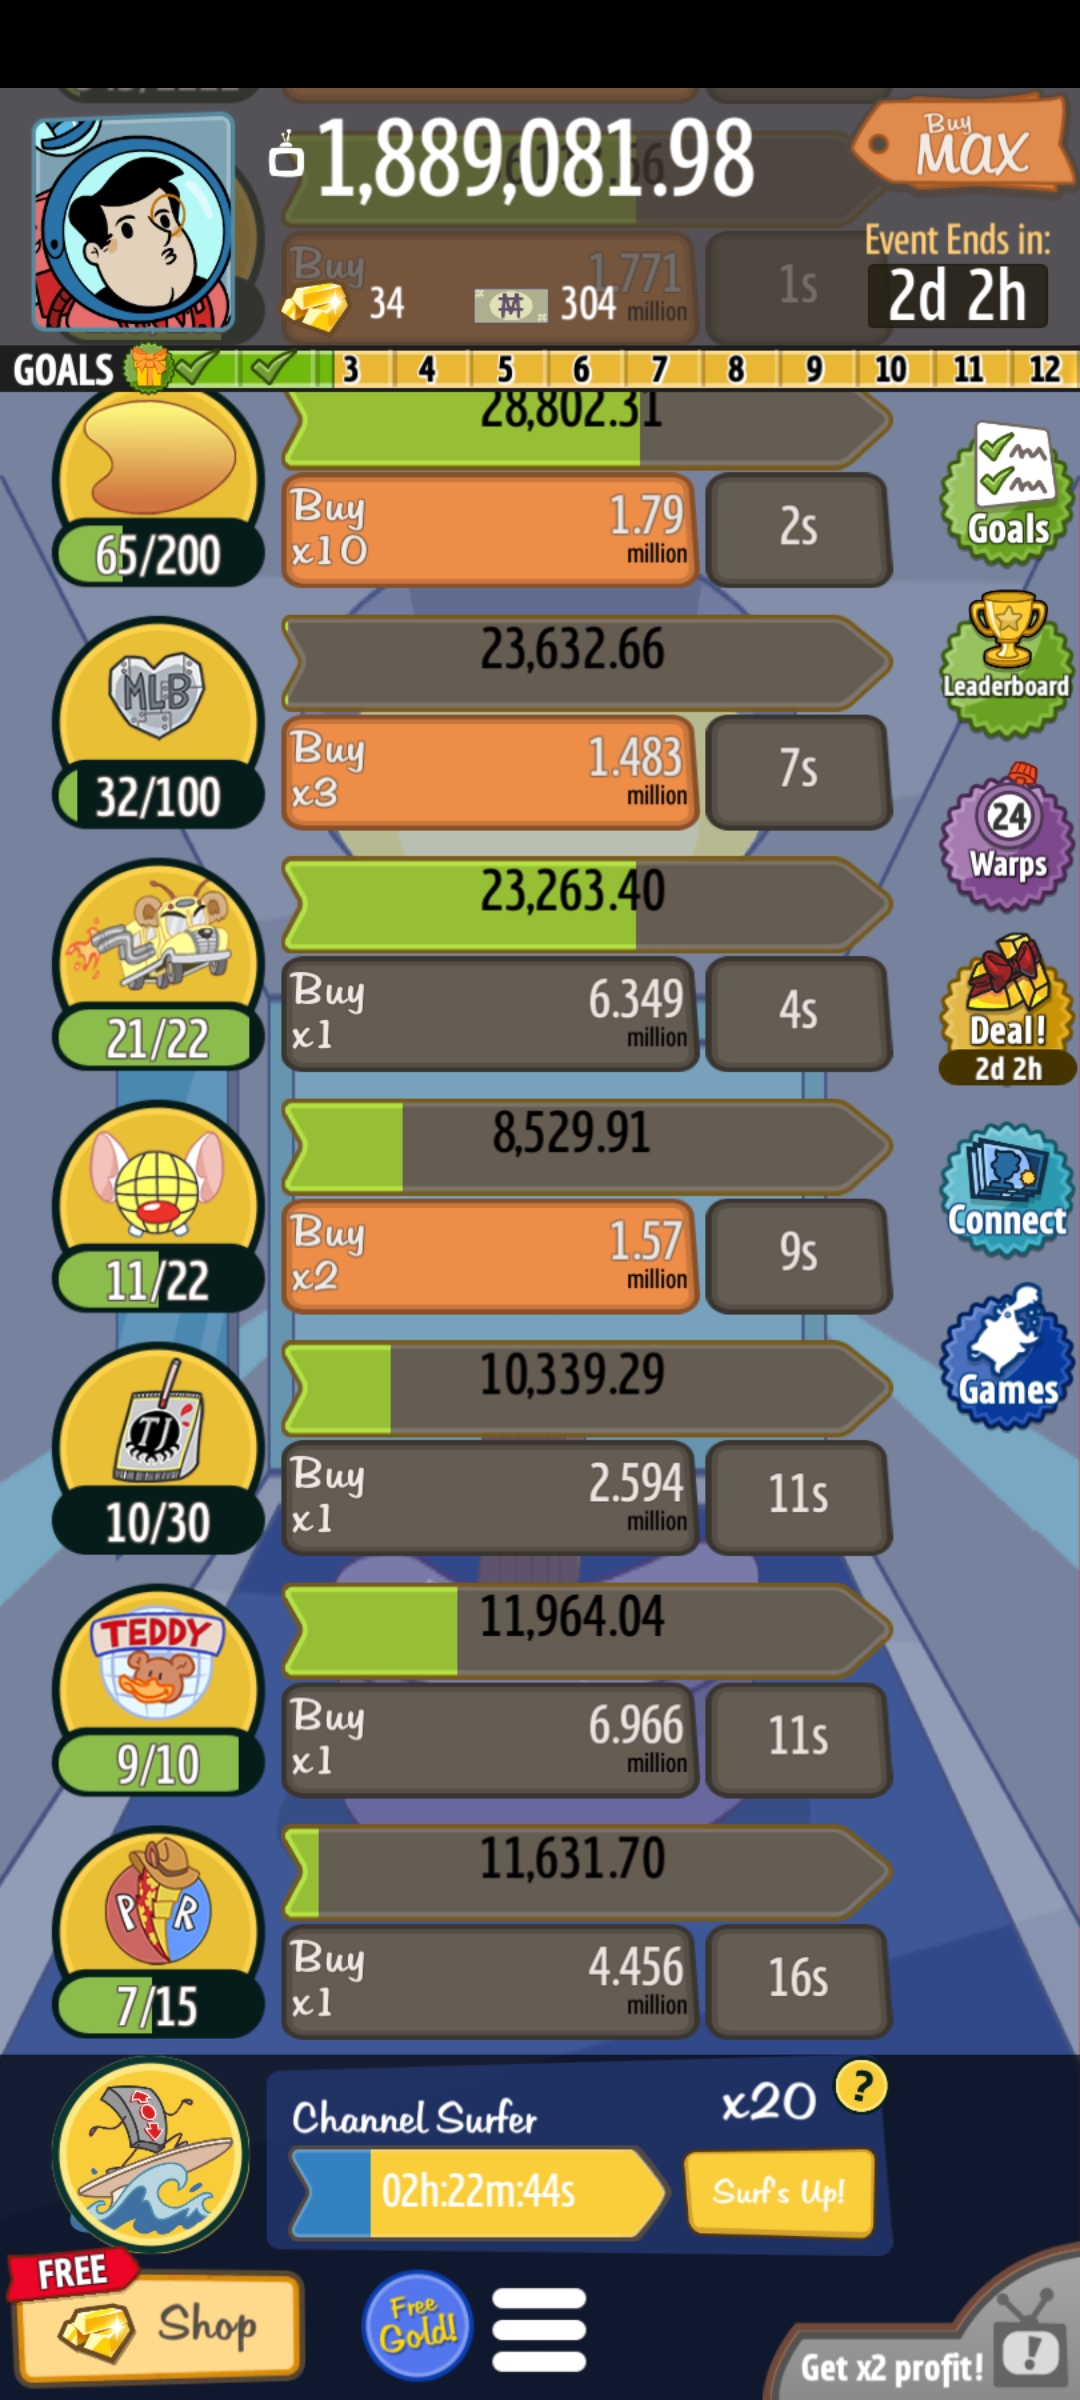 1,889,081.98
Buy
MAX
Event Ends in:
2d 2h
Buy
1.771
million
1s
34
304
GOALS
3
4
5
6
7
8
9
10
11
12
28,802.31
65/200
Buy
x10
1.79
million
2s
Goals
MLB
32/100
23,632.66
Buy
x3
1.483
million
7s
Leaderboard
21/22
23,263.40
Buy
x1
6.349
million
4s
24
Warps
Deal!
2d 2h
11/22
8,529.91
Buy
x2
1.57
million
9s
Connect
TJ
10/30
10,339.29
Buy
x1
2.594
million
11s
Games
TEDDY
9/10
11,964.04
Buy
x1
6.966
million
11s
P R
7/15
11,631.70
Buy
x1
4.456
million
16s
Channel Surfer
x20
?
02h:22m:44s
Surf's Up!
FREE
Shop
Free
Gold!
Get x2 profit!
!